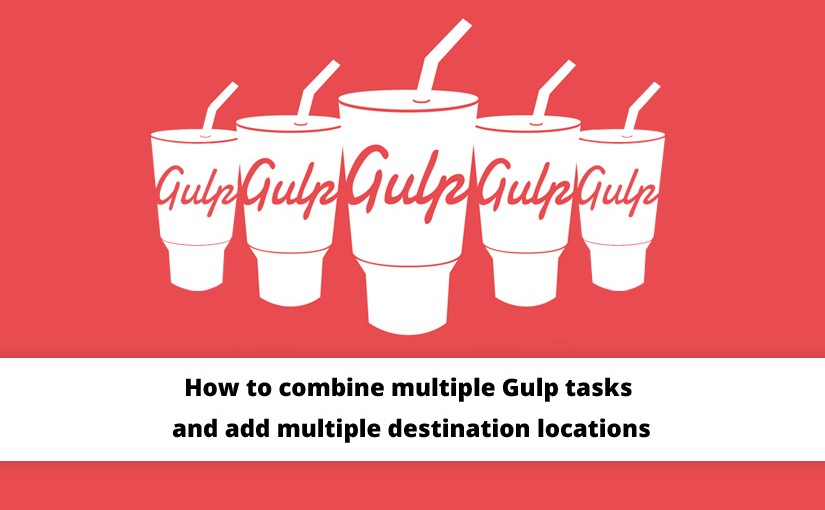 Gulp Gulp Gulp Gulp Gulp
How to combine multiple Gulp tasks
and add multiple destination locations